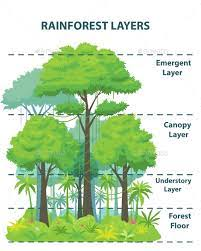 RAINFOREST LAYERS
Emergent
Layer
Canopy
Layer
Understory
Layer
Forest
Floor